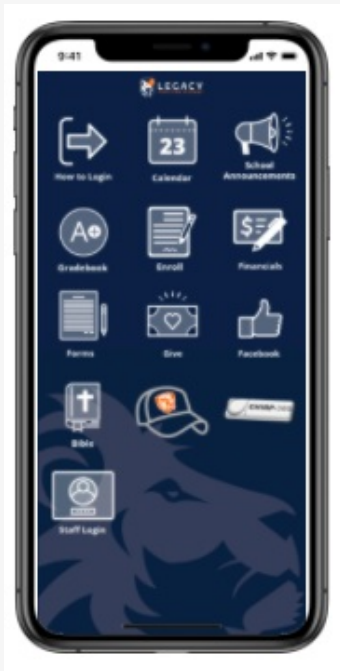 9:41
LEGACY
How to Login
23
Calendar
School
Announcements
A+
Gradebook
Enroll
$
Financials
Forms
Give
Facebook
Bible
Staff Login